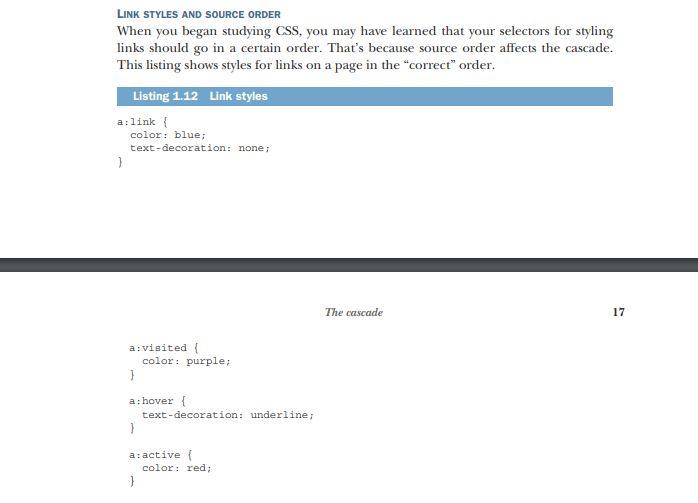 LINK STYLES AND SOURCE ORDER
When you began studying CSS, you may have learned that your selectors for styling
links should go in a certain order. That’s because source order affects the cascade.
This listing shows styles for links on a page in the “correct” order.
Listing 1.12 Link styles
a:link {
  color: blue;
  text-decoration: none;
}
The cascade 17
a:visited {
  color: purple;
}
a:hover {
  text-decoration: underline;
}
a:active {
  color: red;
}